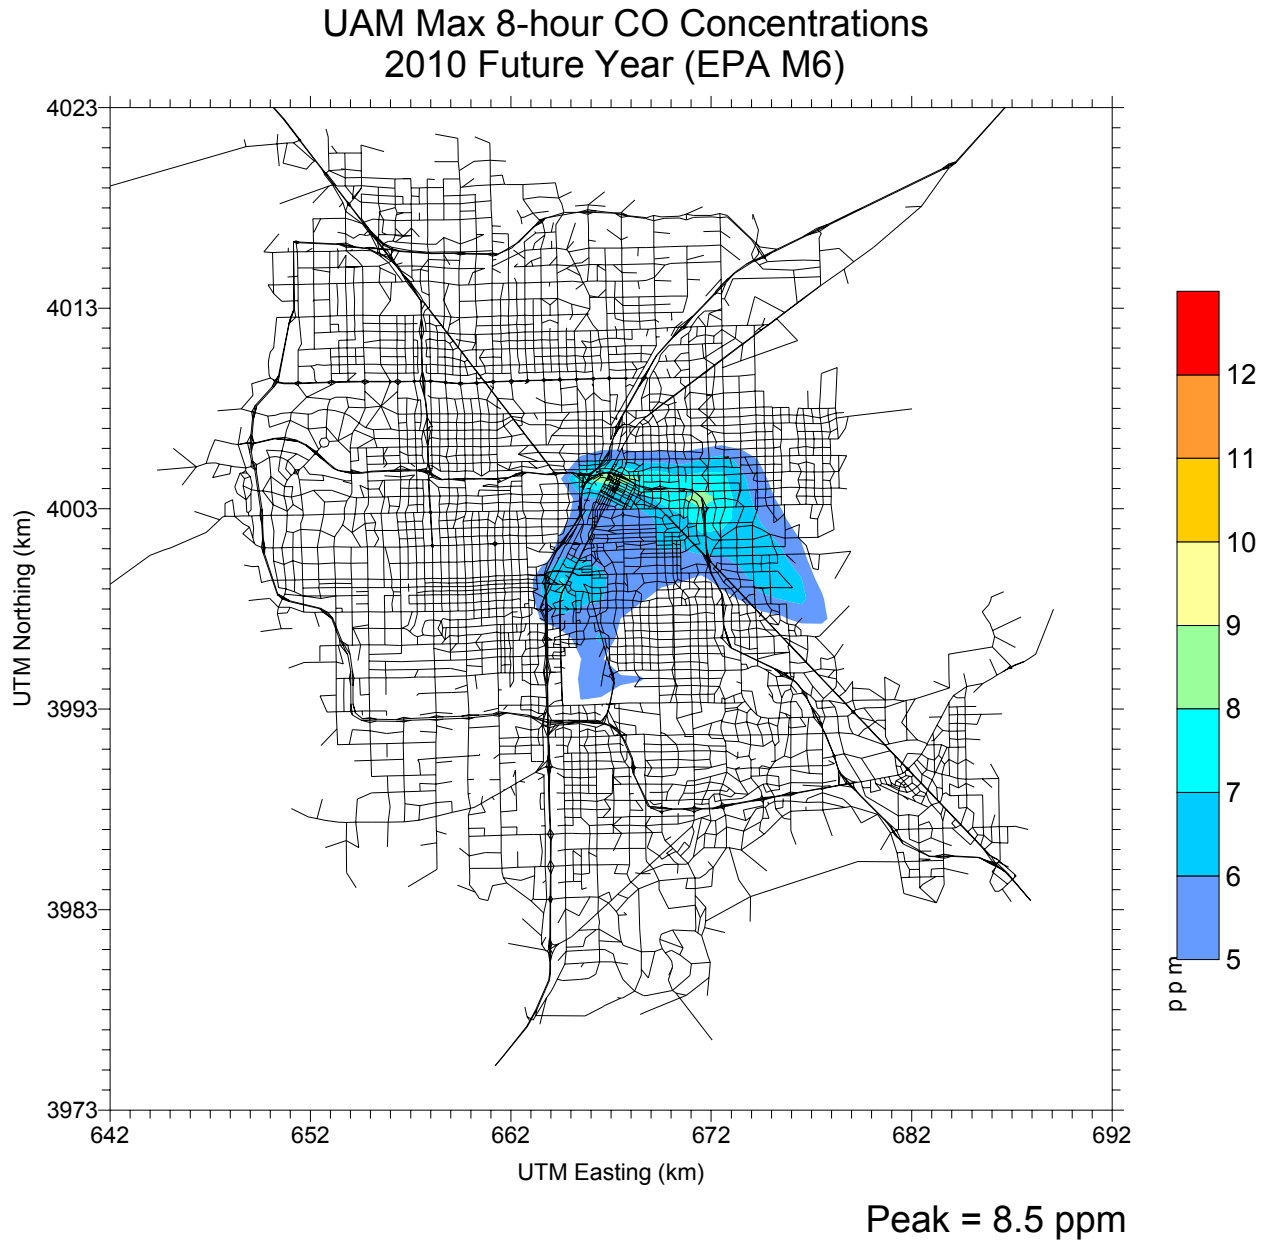 UAM Max 8-hour CO Concentrations
2010 Future Year (EPA M6)
4023
4013
4003
3993
3983
3973
UTM Northing (km)
642 652 662 672 682 692
UTM Easting (km)
12
11
10
9
8
7
6
5
ppm
Peak = 8.5 ppm